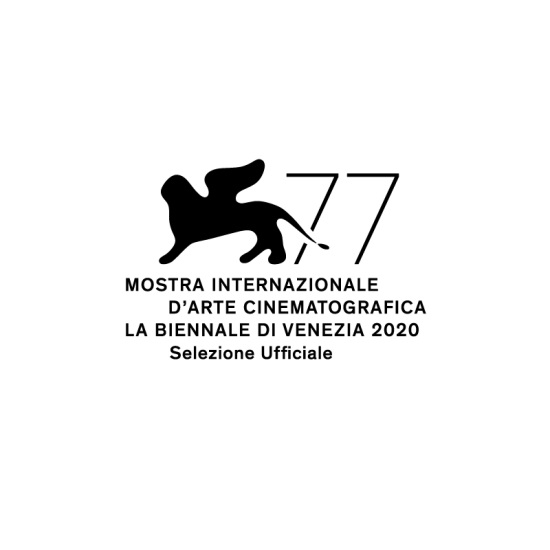 77
MOSTRA INTERNAZIONALE
D’ARTE CINEMATOGRAFICA
LA BIENNALE DI VENEZIA 2020
Selezione Ufficiale